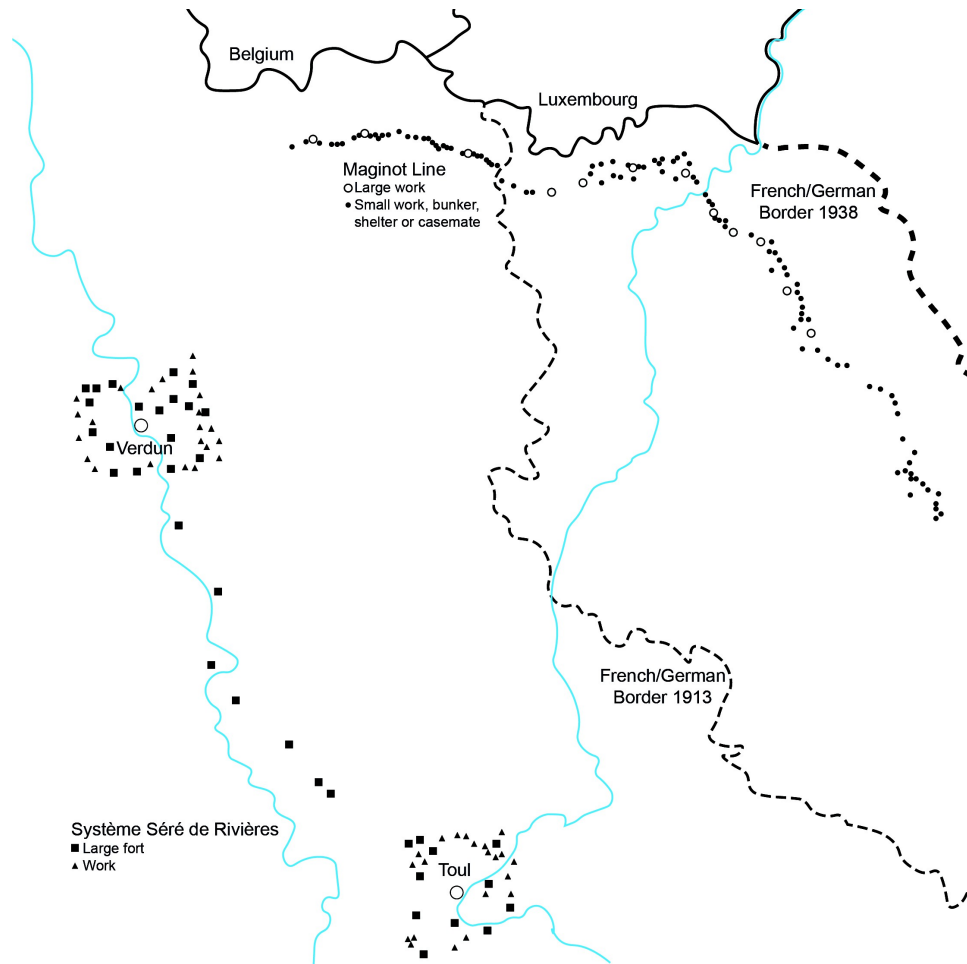 Belgium
Luxembourg
Maginot Line
Large work
Small work, bunker,
shelter or casemate
French/German
Border 1938
Verdun
French/German
Border 1913
Système Séré de Rivières
Large fort
Work
Toul